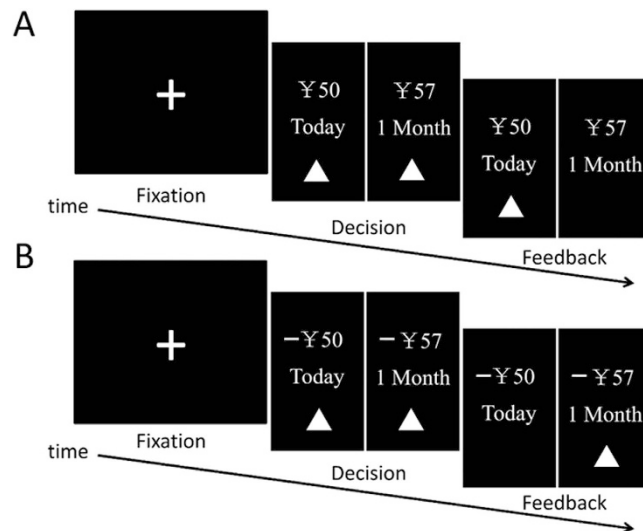 A
¥50
Today
¥57
1 Month
¥50
Today
¥57
1 Month
Fixation
time
Decision
Feedback
B
−¥50
Today
−¥57
1 Month
−¥50
Today
−¥57
1 Month
Fixation
time
Decision
Feedback